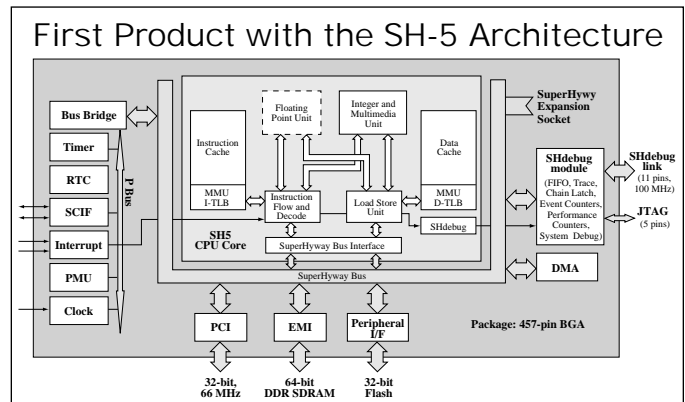 First Product with the SH-5 Architecture
Bus Bridge
Timer
RTC
SCIF
Interrupt
PMU
Clock
P Bus
Instruction
Cache
MMU
I-TLB
Floating
Point Unit
Integer and
Multimedia
Unit
Data
Cache
MMU
D-TLB
Instruction
Flow and
Decode
Load Store
Unit
SHdebug
SH5
CPU Core
SuperHyway Bus Interface
SuperHyway Bus
SuperHywy
Expansion
Socket
SHdebug
module
(FIFO, Trace,
Chain Latch,
Event Counters,
Performance
Counters,
System Debug)
SHdebug
link
(11 pins,
100 MHz)
JTAG
(5 pins)
DMA
PCI
EMI
Peripheral
I/F
Package: 457-pin BGA
32-bit,
66 MHz
64-bit
DDR SDRAM
32-bit
Flash